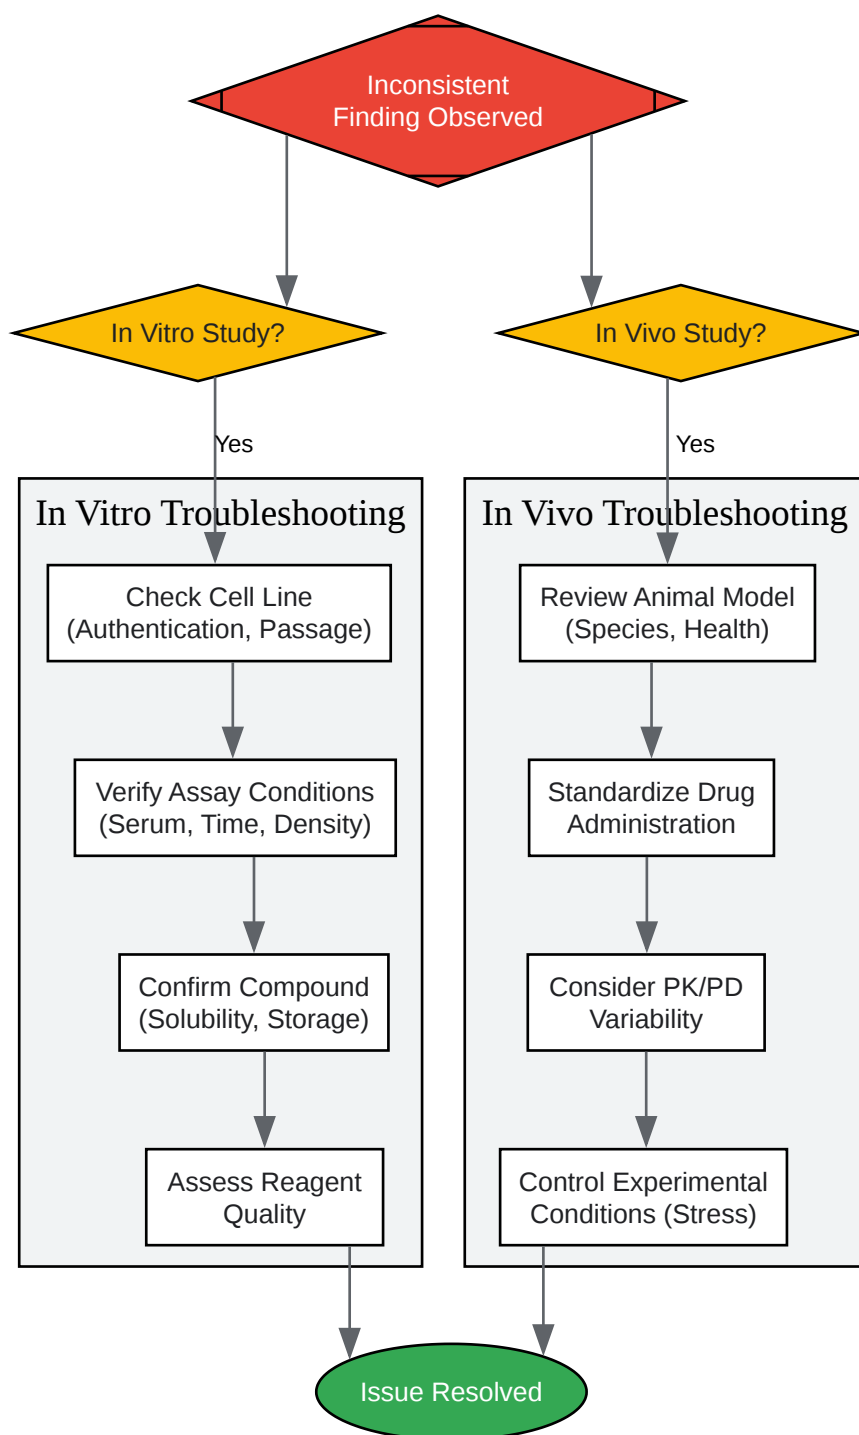 Inconsistent
Finding Observed
In Vitro Study?
In Vivo Study?
Yes
Yes
In Vitro Troubleshooting
In Vivo Troubleshooting
Check Cell Line
(Authentication, Passage)
Review Animal Model
(Species, Health)
Verify Assay Conditions
(Serum, Time, Density)
Standardize Drug
Administration
Confirm Compound
(Solubility, Storage)
Consider PK/PD
Variability
Assess Reagent
Quality
Control Experimental
Conditions (Stress)
Issue Resolved